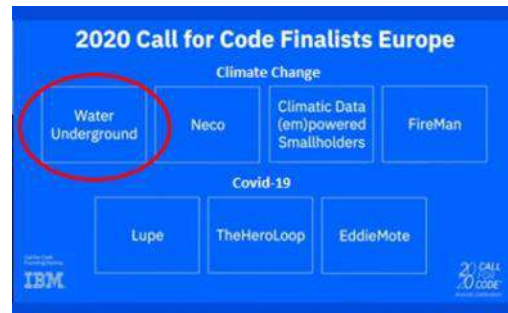 2020 Call for Code Finalists Europe
Climate Change
Water
Underground
Neco
Climatic Data
(em)powered
Smallholders
FireMan
Covid-19
Lupe
TheHeroLoop
EddieMote
IBM
2020 CALL
FOR
CODE